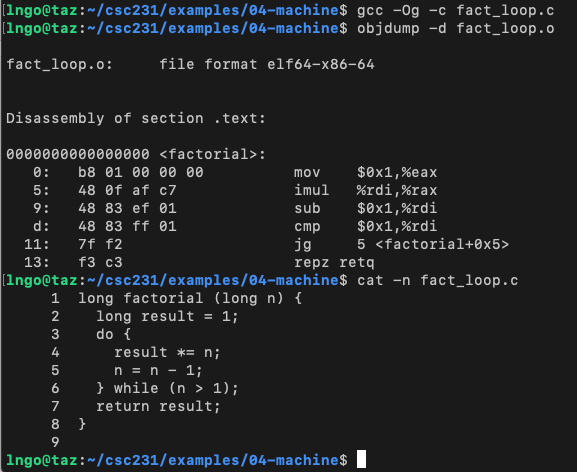 [lngo@taz:~/csc231/examples/04-machine$ gcc -Og -c fact_loop.c
[lngo@taz:~/csc231/examples/04-machine$ objdump -d fact_loop.o

fact_loop.o:     file format elf64-x86-64


Disassembly of section .text:

0000000000000000 <factorial>:
   0:   b8 01 00 00 00          mov    $0x1,%eax
   5:   48 0f af c7             imul   %rdi,%rax
   9:   48 83 ef 01             sub    $0x1,%rdi
   d:   48 83 ff 01             cmp    $0x1,%rdi
  11:   7f f2                   jg     5 <factorial+0x5>
  13:   f3 c3                   repz retq
[lngo@taz:~/csc231/examples/04-machine$ cat -n fact_loop.c
     1  long factorial (long n) {
     2    long result = 1;
     3    do {
     4      result *= n;
     5      n = n - 1;
     6    } while (n > 1);
     7    return result;
     8  }
     9
lngo@taz:~/csc231/examples/04-machine$